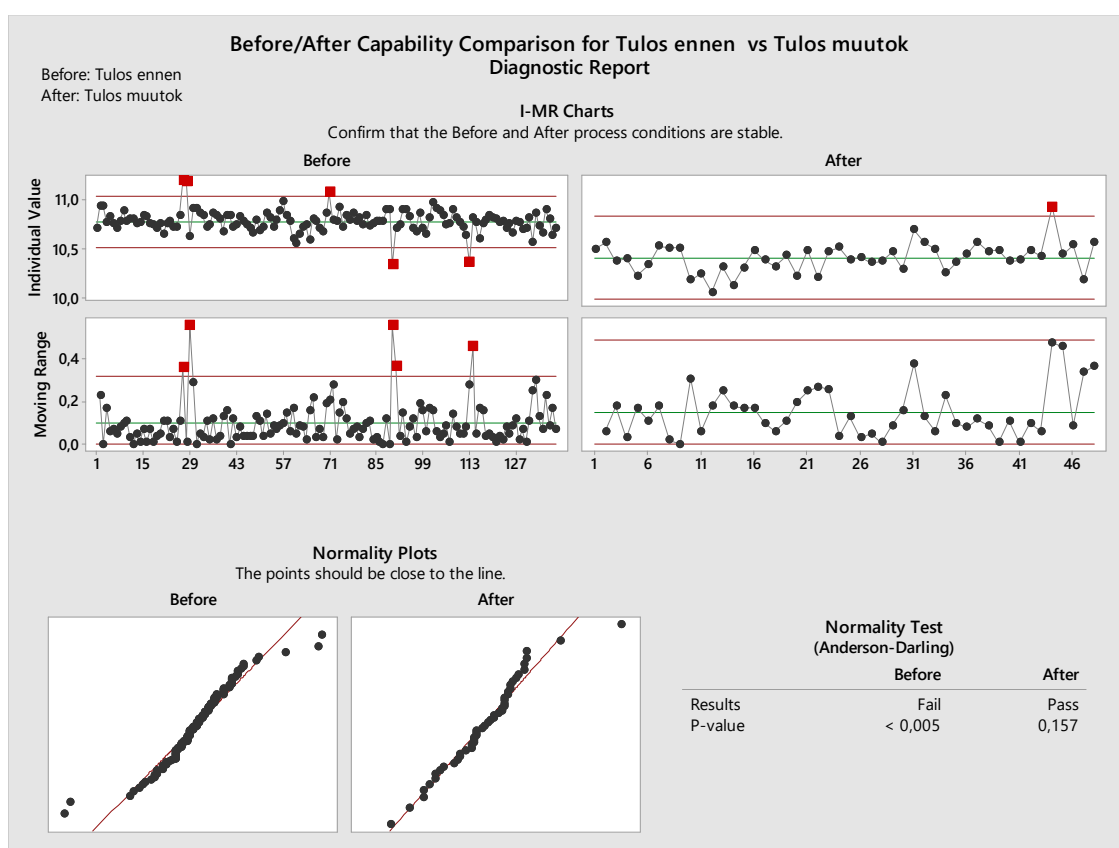 Before/After Capability Comparison for Tulos ennen vs Tulos muutok
Diagnostic Report
Before: Tulos ennen
After: Tulos muutok
I-MR Charts
Confirm that the Before and After process conditions are stable.
Before After
Individual Value
11,0
10,5
10,0
Moving Range
0,4
0,2
0,0
1 15 29 43 57 71 85 99 113 127
1 6 11 16 21 26 31 36 41 46
Normality Plots
The points should be close to the line.
Before After
Normality Test
(Anderson-Darling)
Before After
Results Fail Pass
P-value < 0,005 0,157